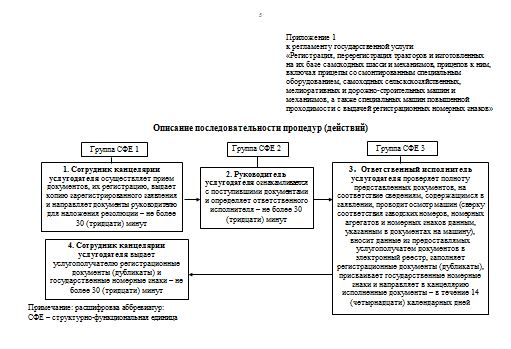 5
Приложение 1
к регламенту государственной услуги
«Регистрация, перерегистрация тракторов и изготовленных
на их базе самоходных шасси и механизмов, прицепов к ним,
включая прицепы со смонтированным специальным
оборудованием, самоходных сельскохозяйственных,
мелиоративных и дорожно-строительных машин и
механизмов, а также специальных машин повышенной
проходимости с выдачей регистрационных номерных знаков»
Описание последовательности процедур (действий)
Группа СФЕ 1
1. Сотрудник канцелярии
услугодателя осуществляет прием
документов, их регистрацию, выдает
копию зарегистрированного заявления
и направляет документы руководителю
для наложения резолюции – не более
30 (тридцати) минут
Группа СФЕ 2
2. Руководитель
услугодателя ознакамливается
с поступившими документами
и определяет ответственного
исполнителя – не более 30
(тридцати) минут
Группа СФЕ 3
3. Ответственный исполнитель
услугодателя проверяет полноту
представленных документов, на
соответствие сведениям, содержащимся в
заявлении, проводит осмотр машин (сверку
соответствия заводских номеров, номерных
агрегатов и номерных знаков данным,
указанным в документах на машину),
вносит данные из предоставляемых
услугополучателем документов в
электронный реестр, заполняет
регистрационные документы (дубликаты),
присваивает государственные номерные
знаки и направляет в канцелярию
исполненные документы – в течение 14
(четырнадцати) календарных дней
4. Сотрудник канцелярии
услугодателя выдает
услугополучателю регистрационные
документы (дубликаты) и
государственные номерные знаки – не
более 30 (тридцати) минут
Примечание: расшифровка аббревиатур:
СФЕ – структурно-функциональная единица